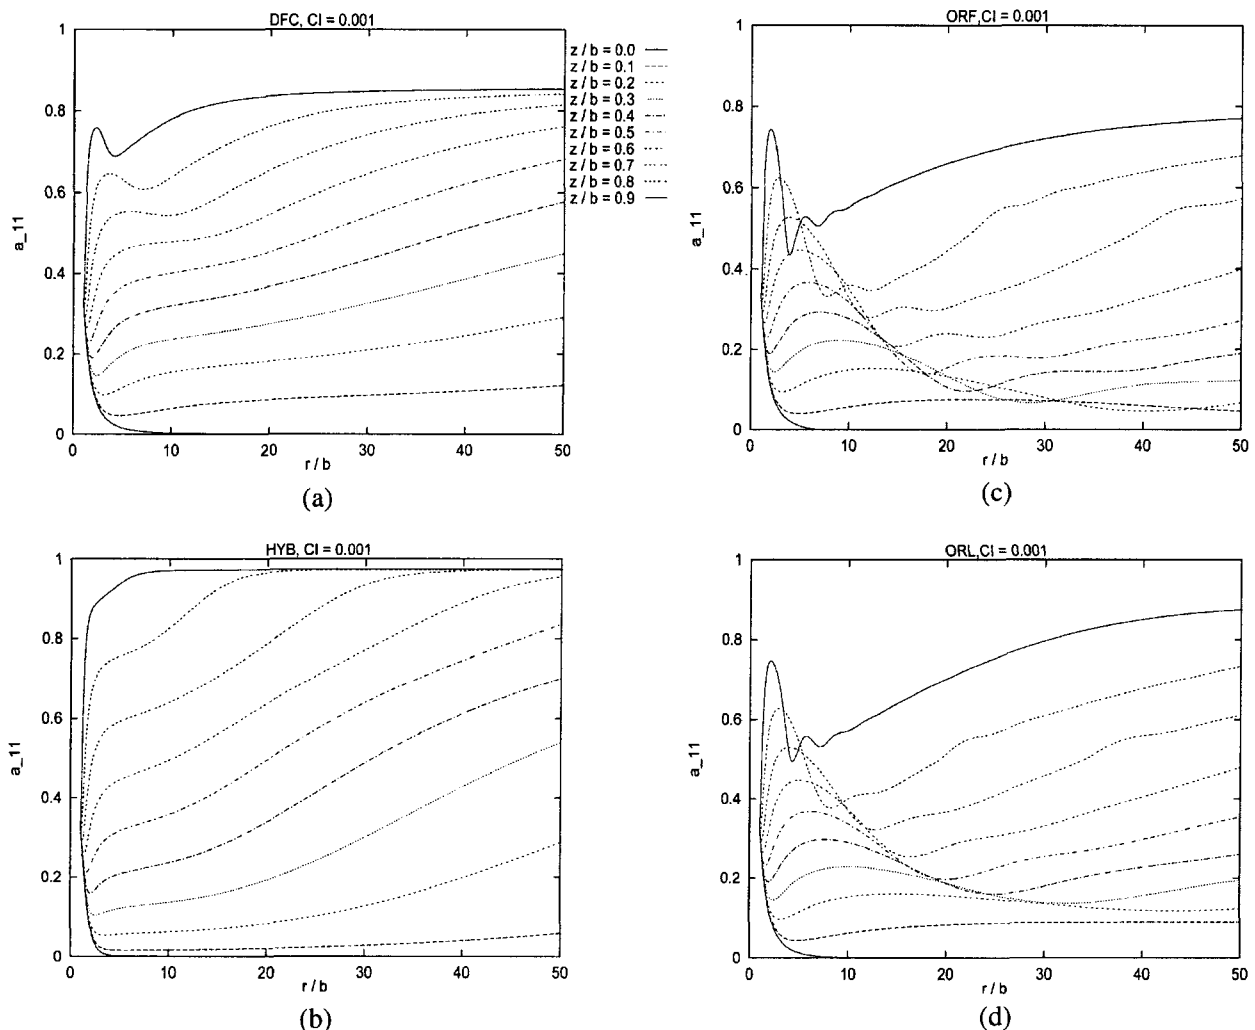 DFC, CI = 0.001
1
0.8
0.6
0.4
0.2
0
a_11
0 10 20 30 40 50
r / b
(a)
z / b = 0.0
z / b = 0.1
z / b = 0.2
z / b = 0.3
z / b = 0.4
z / b = 0.5
z / b = 0.6
z / b = 0.7
z / b = 0.8
z / b = 0.9
ORF,CI = 0.001
1
0.8
0.6
0.4
0.2
0
a_11
0 10 20 30 40 50
r / b
(c)
HYB, CI = 0.001
1
0.8
0.6
0.4
0.2
0
a_11
0 10 20 30 40 50
r / b
(b)
ORL,CI = 0.001
1
0.8
0.6
0.4
0.2
0
a_11
0 10 20 30 40 50
r / b
(d)